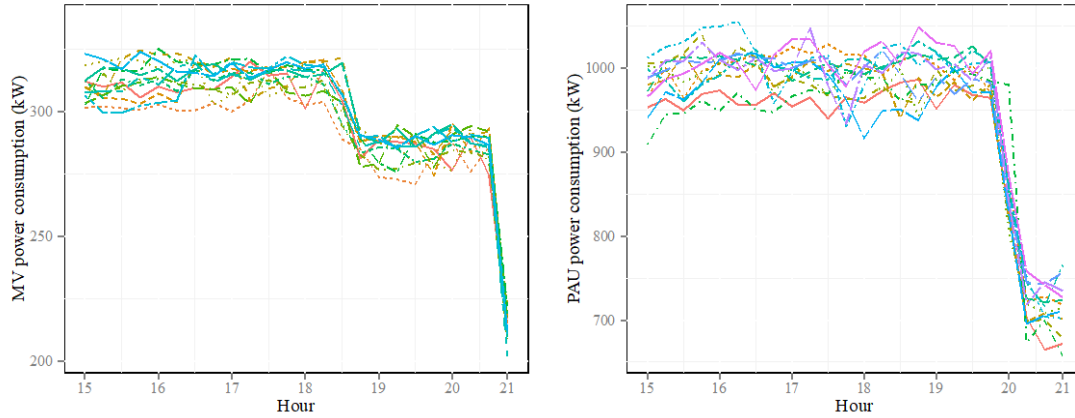 MV power consumption (kW)
300
250
200
15 16 17 18 19 20 21
Hour
PAU power consumption (kW)
1000
900
800
700
15 16 17 18 19 20 21
Hour